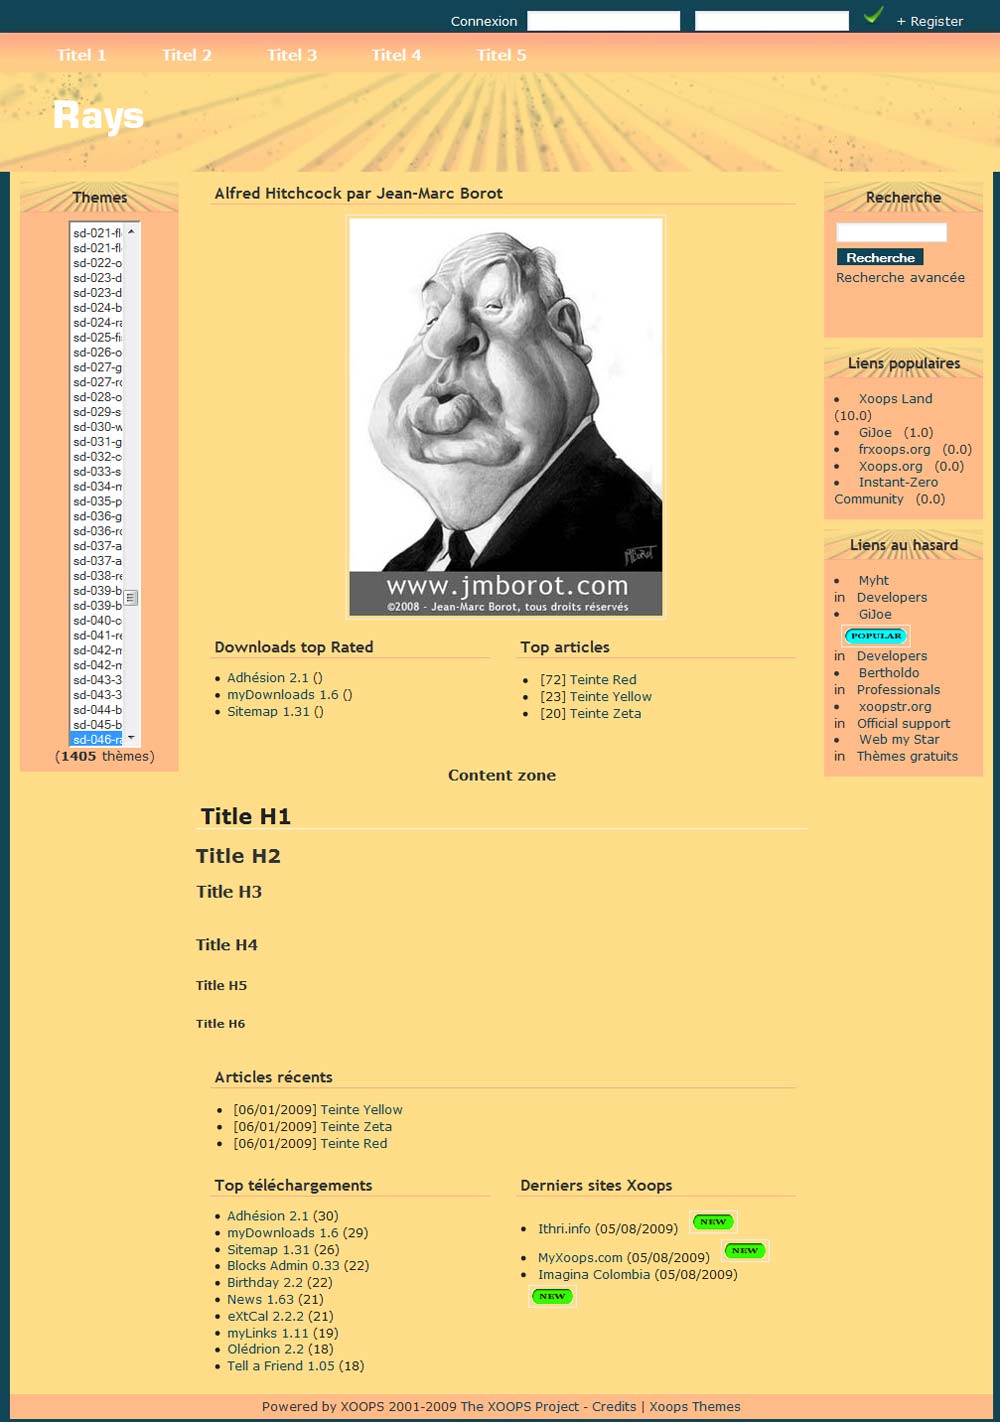 Connexion + Register
Titel 1 Titel 2 Titel 3 Titel 4 Titel 5
Rays
Themes
sd-021-fl
sd-021-fl
sd-022-o
sd-023-d
sd-023-d
sd-024-b
sd-024-ra
sd-025-fi
sd-026-o
sd-027-g
sd-027-ro
sd-028-o
sd-029-s
sd-030-w
sd-031-g
sd-032-c
sd-033-s
sd-034-m
sd-035-p
sd-036-g
sd-036-ro
sd-037-a
sd-037-a
sd-038-re
sd-039-b
sd-039-b
sd-040-c
sd-041-re
sd-042-m
sd-042-m
sd-043-3
sd-043-3
sd-044-b
sd-045-b
sd-046-ra
(1405 thèmes)
Alfred Hitchcock par Jean-Marc Borot
www.jmborot.com
©2008 - Jean-Marc Borot, tous droits réservés
Downloads top Rated
• Adhésion 2.1 ()
• myDownloads 1.6 ()
• Sitemap 1.31 ()
Top articles
• [72] Teinte Red
• [23] Teinte Yellow
• [20] Teinte Zeta
Content zone
Title H1
Title H2
Title H3
Title H4
Title H5
Title H6
Articles récents
• [06/01/2009] Teinte Yellow
• [06/01/2009] Teinte Zeta
• [06/01/2009] Teinte Red
Top téléchargements
• Adhésion 2.1 (30)
• myDownloads 1.6 (29)
• Sitemap 1.31 (26)
• Blocks Admin 0.33 (22)
• Birthday 2.2 (22)
• News 1.63 (21)
• eXtCal 2.2.2 (21)
• myLinks 1.11 (19)
• Olédrion 2.2 (18)
• Tell a Friend 1.05 (18)
Derniers sites Xoops
• Ithri.info (05/08/2009) NEW
• MyXoops.com (05/08/2009) NEW
• Imagina Colombia (05/08/2009)
NEW
Recherche
Recherche
Recherche avancée
Liens populaires
• Xoops Land
(10.0)
• GiJoe (1.0)
• frxoops.org (0.0)
• Xoops.org (0.0)
• Instant-Zero
Community (0.0)
Liens au hasard
• Myht
in Developers
• GiJoe
POPULAR
in Developers
• Bertholdo
in Professionals
• xoopstr.org
in Official support
• Web my Star
in Thèmes gratuits
Powered by XOOPS 2001-2009 The XOOPS Project - Credits | Xoops Themes